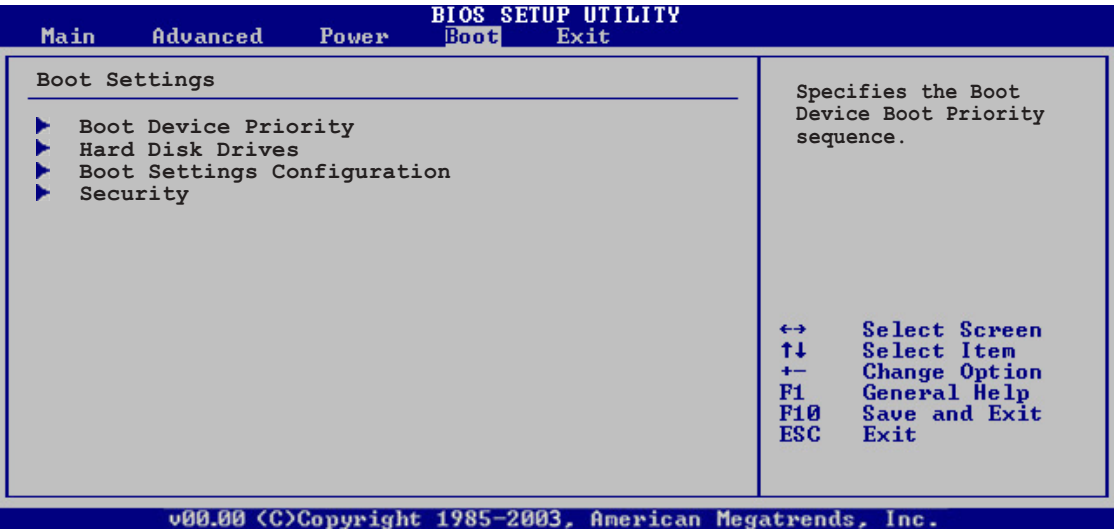 BIOS SETUP UTILITY
Main Advanced Power Boot Exit
Boot Settings
Boot Device Priority
Hard Disk Drives
Boot Settings Configuration
Security
Specifies the Boot
Device Boot Priority
sequence.
←→ Select Screen
↑↓ Select Item
+- Change Option
F1 General Help
F10 Save and Exit
ESC Exit
v00.00 (C)Copyright 1985-2003, American Megatrends, Inc.